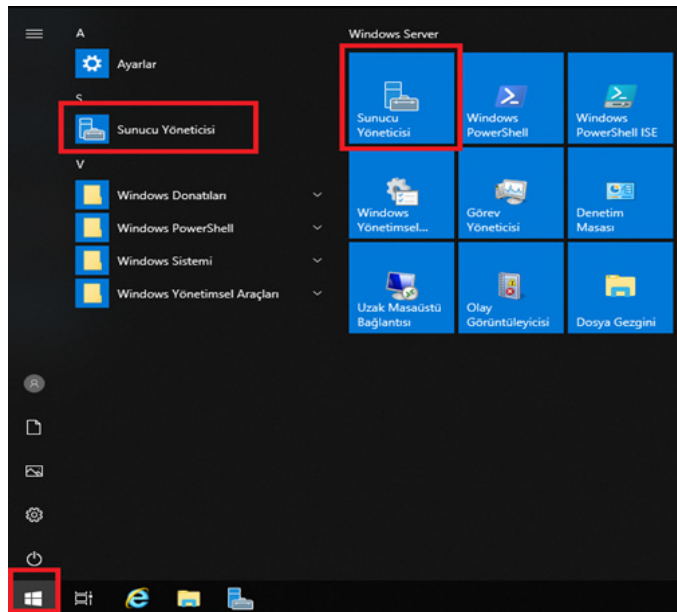 A
Ayarlar
S
Sunucu Yöneticisi
V
Windows Donatıları
Windows PowerShell
Windows Sistemi
Windows Yönetimsel Araçları
Windows Server
Sunucu
Yöneticisi
Windows
PowerShell
Windows
PowerShell ISE
Windows
Yönetimsel...
Görev
Yöneticisi
Denetim
Masası
Uzak Masaüstü
Bağlantısı
Olay
Görüntüleyicisi
Dosya Gezgini